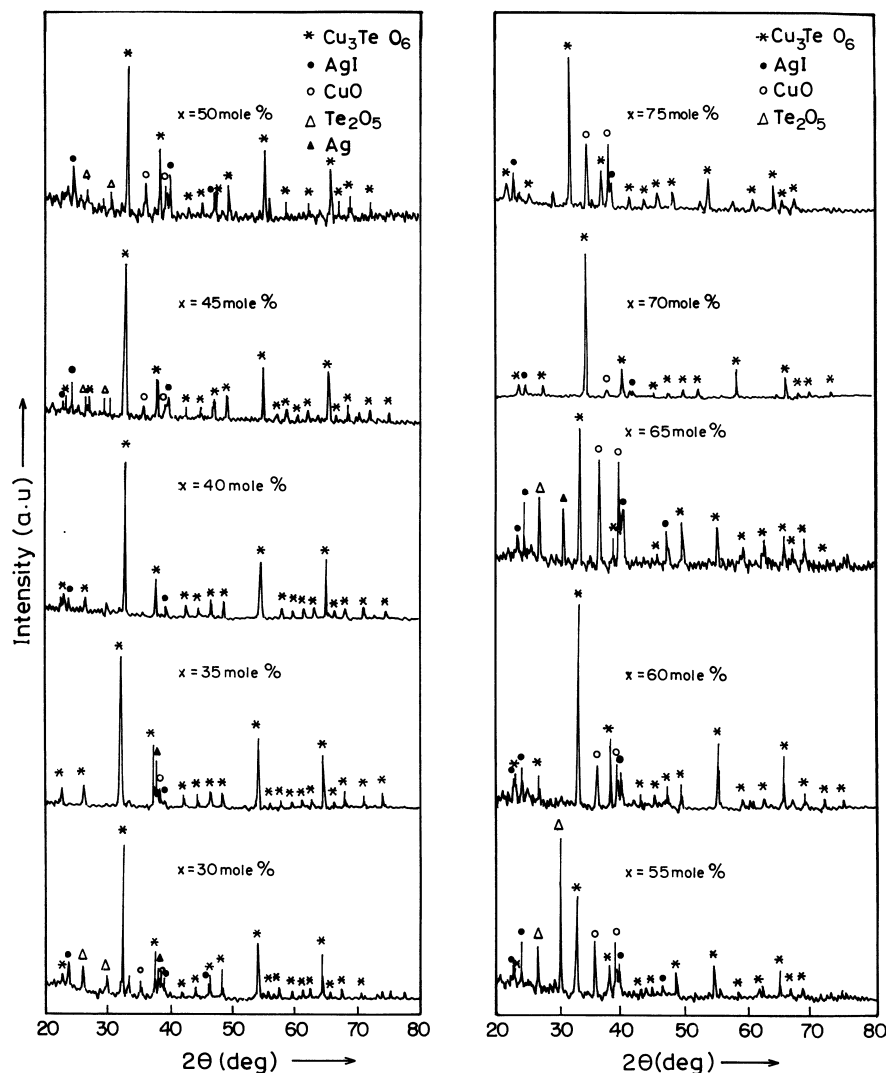 * Cu₃Te O₆
• AgI
○ CuO
△ Te₂O₅
▲ Ag
x = 50 mole %
x = 45 mole %
x = 40 mole %
x = 35 mole %
x = 30 mole %
20 30 40 50 60 70 80
2θ (deg) ⟶
Intensity (a.u) ⟶
* Cu₃Te O₆
• AgI
○ CuO
△ Te₂O₅
x = 75 mole %
x = 70 mole %
x = 65 mole %
x = 60 mole %
x = 55 mole %
20 30 40 50 60 70 80
2θ (deg) ⟶